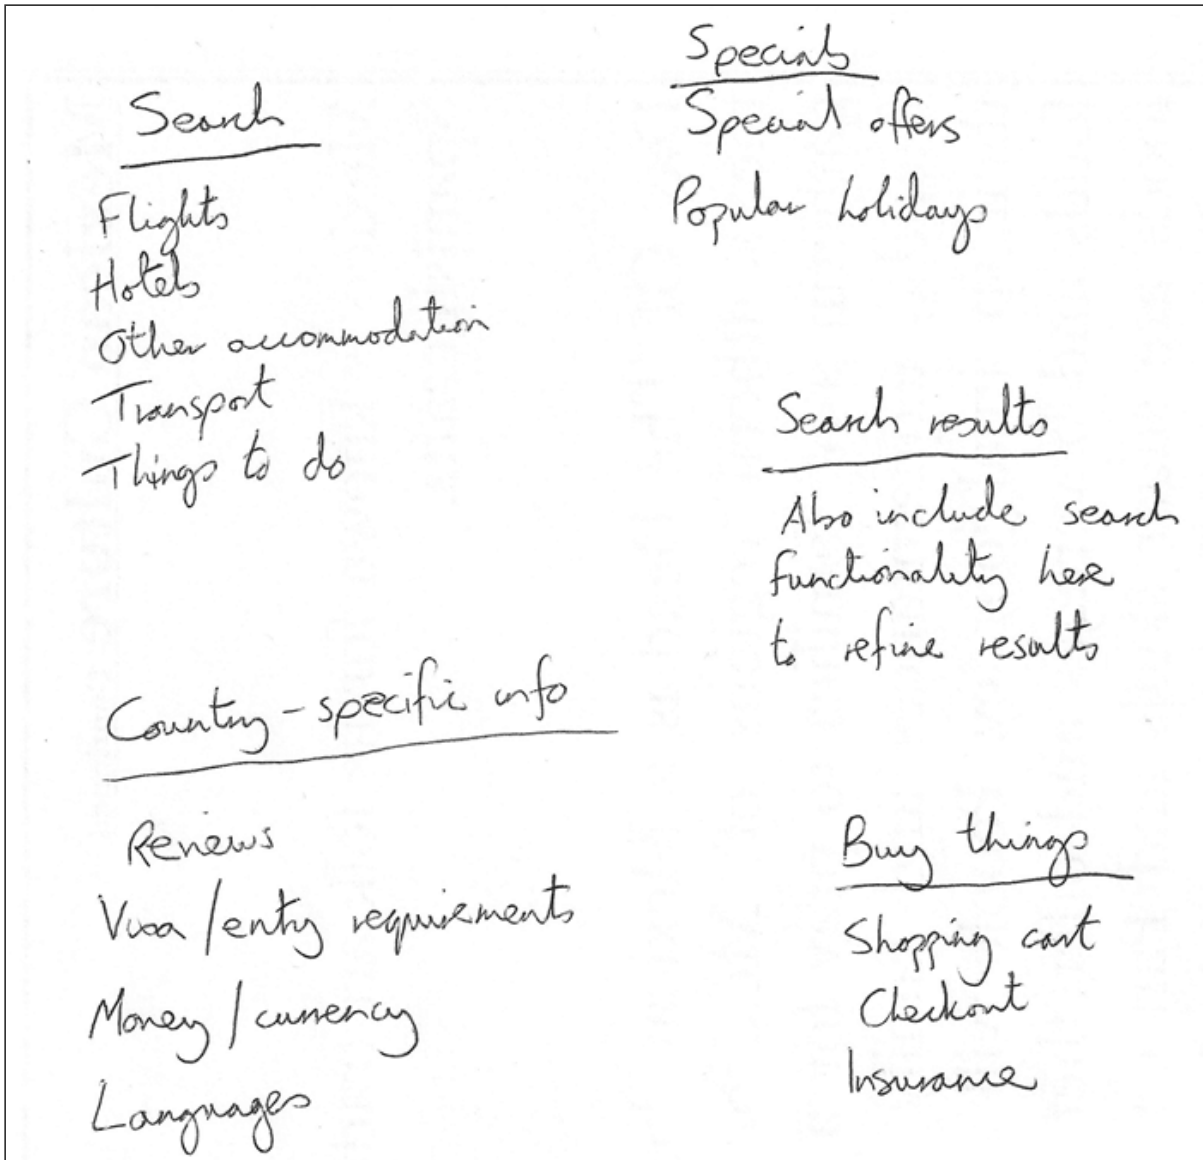 Search
Flights
Hotels
Other accommodation
Transport
Things to do
Specials
Special offers
Popular holidays
Search results
Also include search
functionality here
to refine results
Country-specific info
Reviews
Visa/entry requirements
Money/currency
Languages
Buy things
Shopping cart
Checkout
Insurance